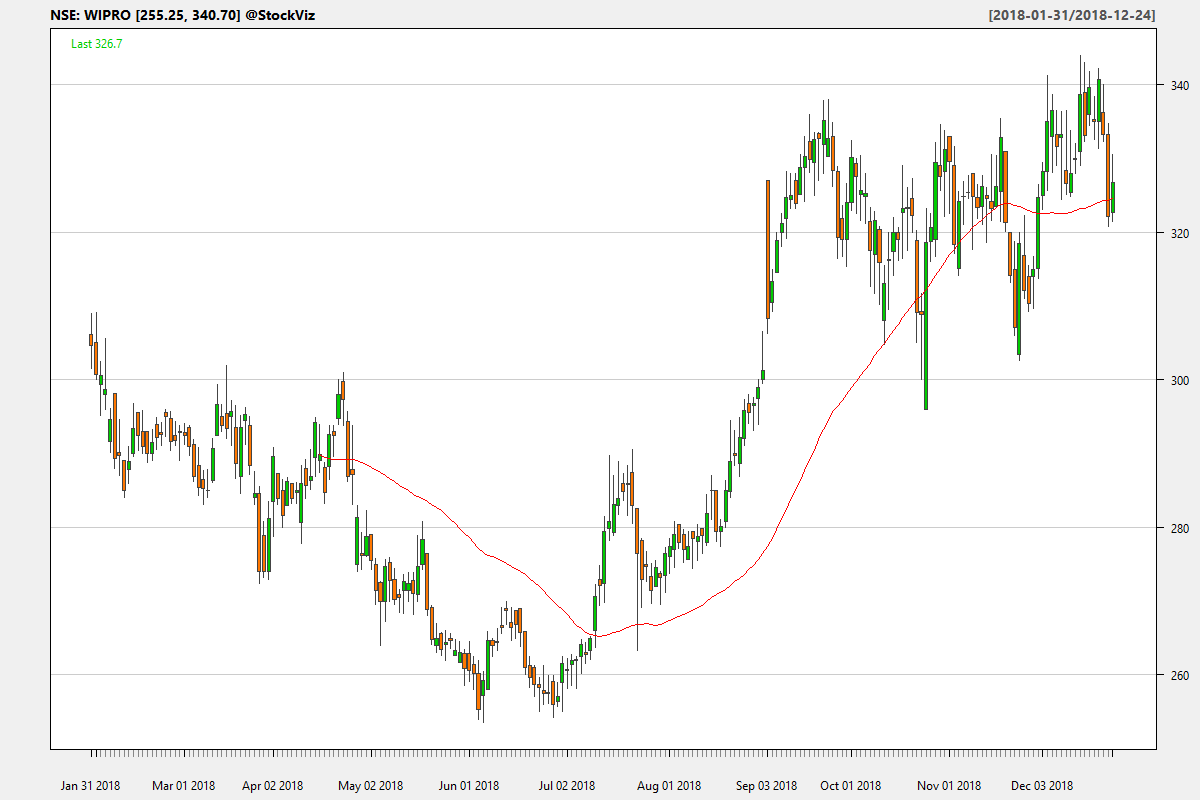 NSE: WIPRO [255.25, 340.70] @StockViz [2018-01-31/2018-12-24]
Last 326.7
340
320
300
280
260
Jan 31 2018 Mar 01 2018 Apr 02 2018 May 02 2018 Jun 01 2018 Jul 02 2018 Aug 01 2018 Sep 03 2018 Oct 01 2018 Nov 01 2018 Dec 03 2018